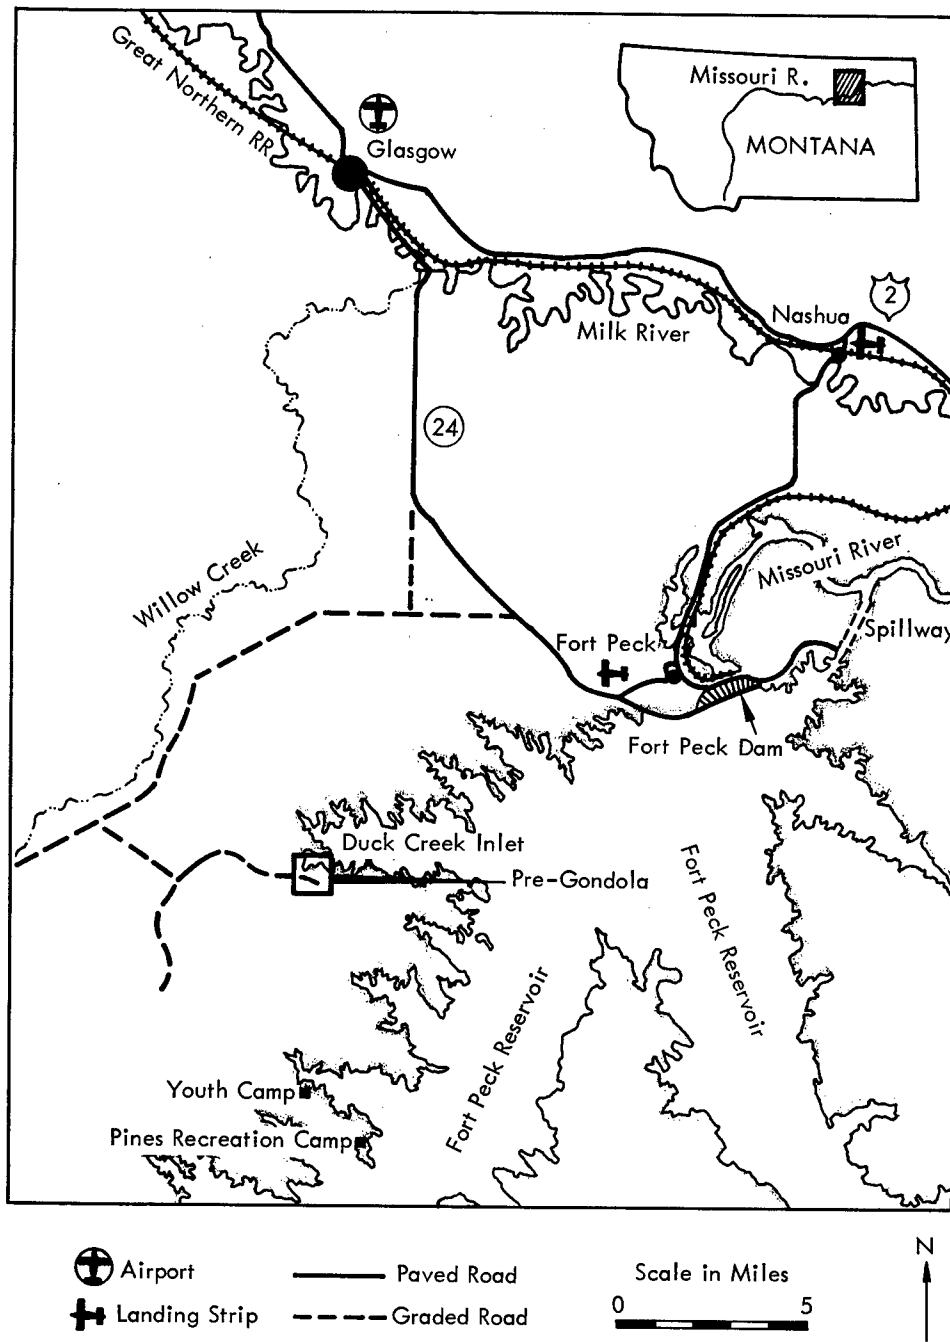 Great Northern RR
Glasgow
Missouri R.
MONTANA
2
Nashua
Milk River
24
Willow Creek
Missouri River
Spillway
Fort Peck
Fort Peck Dam
Duck Creek Inlet
Pre-Gondola
Fort Peck Reservoir
Fort Peck Reservoir
Youth Camp
Pines Recreation Camp
N
Airport
Paved Road
Scale in Miles
Landing Strip
Graded Road
0 5